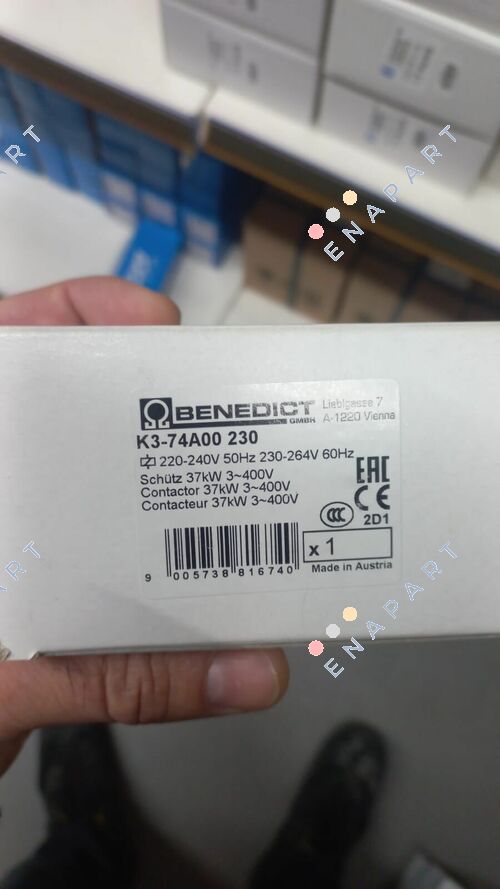 BENEDICT
GMBH
Lieblgasse 7
A-1220 Vienna
K3-74A00 230
220-240V 50Hz 230-264V 60Hz
Schütz 37kW 3~400V
Contactor 37kW 3~400V
Contacteur 37kW 3~400V
EAC
CE
CCC
2D1
x 1
9 005738 816740
Made in Austria
ENAPART
ENAPART